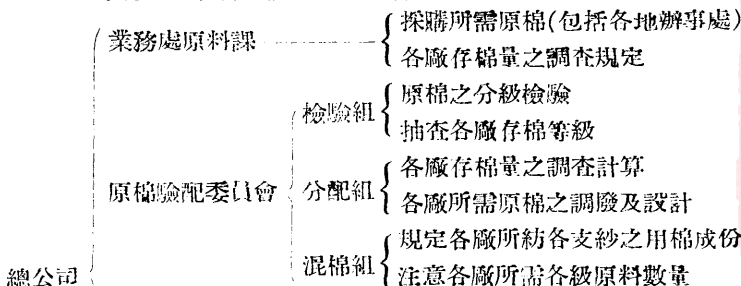 業務處原料課
採購所需原棉(包括各地辦事處)
各廠存棉量之調查規定
原棉驗配委員會
檢驗組
原棉之分級檢驗
抽查各廠存棉等級
分配組
各廠存棉量之調查計算
各廠所需原棉之調廢及設計
混棉組
規定各廠所紡各支紗之用棉成份
注意各廠所需各級原料數量
總公司